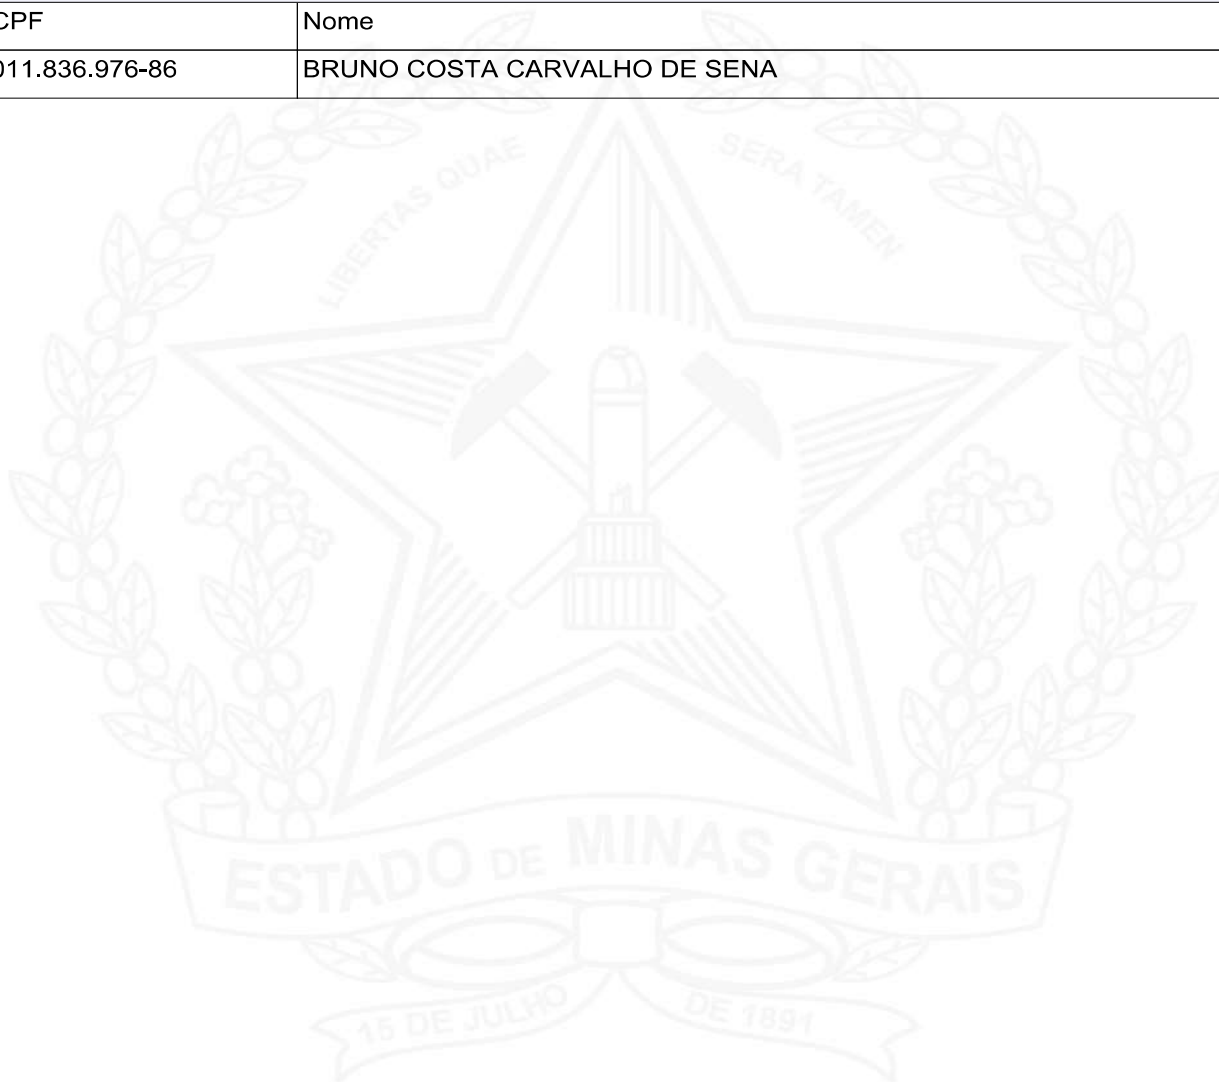 CPF Nome
011.836.976-86 BRUNO COSTA CARVALHO DE SENA
LIBERTAS QUAE SERA TAMEN
ESTADO DE MINAS GERAIS
15 DE JULHO DE 1891